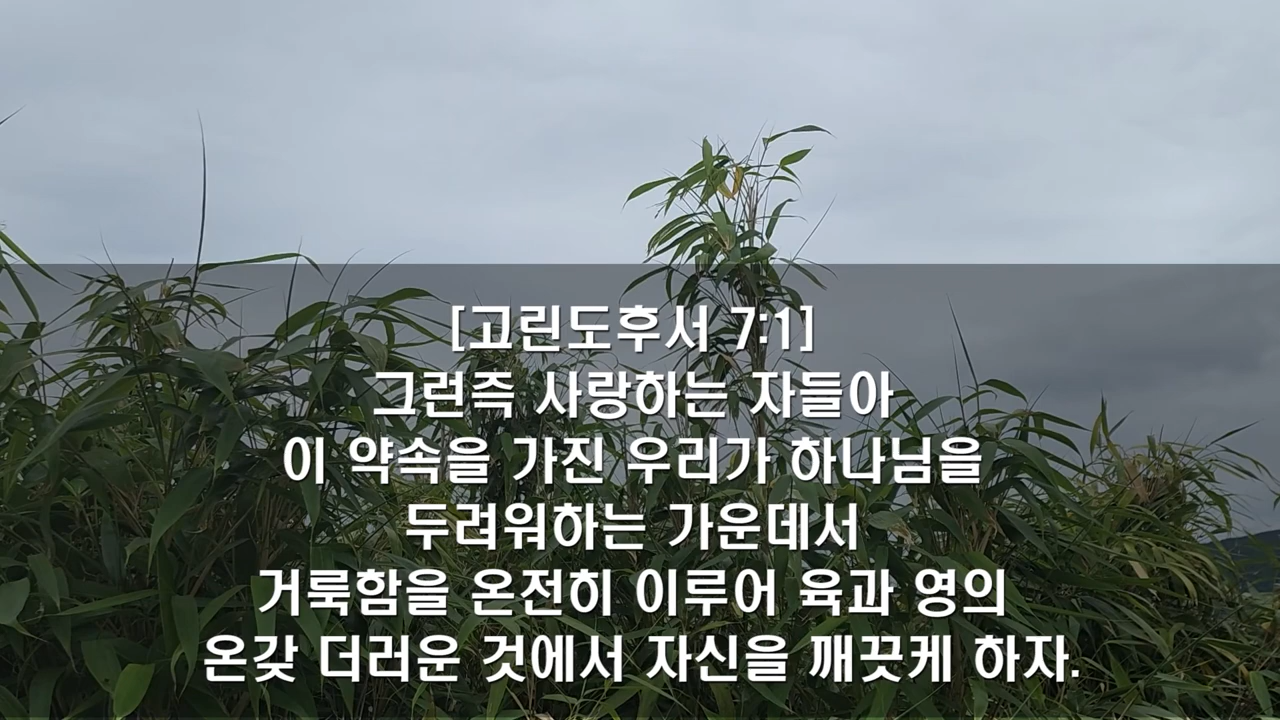 [고린도후서 7:1]
그런즉 사랑하는 자들아
이 약속을 가진 우리가 하나님을
두려워하는 가운데서
거룩함을 온전히 이루어 육과 영의
온갖 더러운 것에서 자신을 깨끗케 하자.